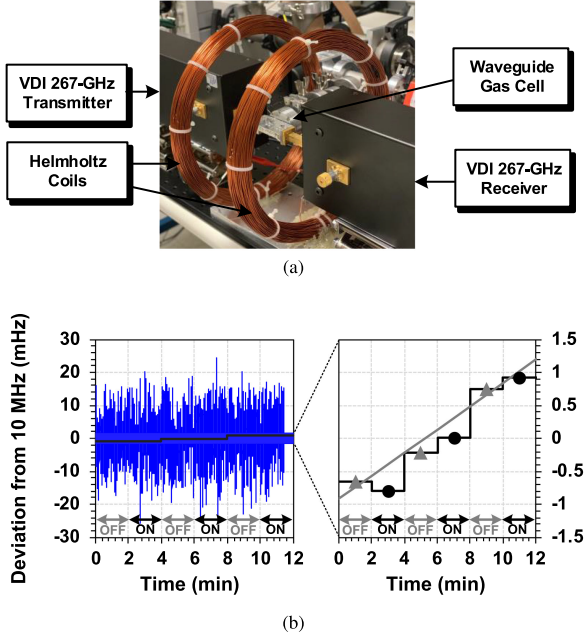 VDI 267-GHz
Transmitter
Helmholtz
Coils
Waveguide
Gas Cell
VDI 267-GHz
Receiver
(a)
Deviation from 10 MHz (mHz)
30
20
10
0
-10
-20
-30
OFF ON OFF ON OFF ON
0 2 4 6 8 10 12
Time (min)
1.5
1
0.5
0
-0.5
-1
-1.5
OFF ON OFF ON OFF ON
0 2 4 6 8 10 12
Time (min)
(b)